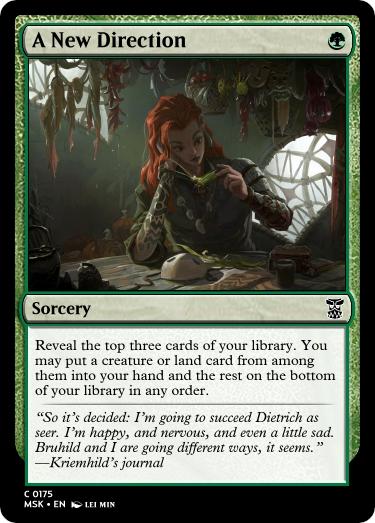 A New Direction
Sorcery
Reveal the top three cards of your library. You
may put a creature or land card from among
them into your hand and the rest on the bottom
of your library in any order.
“So it’s decided: I’m going to succeed Dietrich as
seer. I’m happy, and nervous, and even a little sad.
Bruhild and I are going different ways, it seems.”
—Kriemhild’s journal
C 0175
MSK • EN LEI MIN